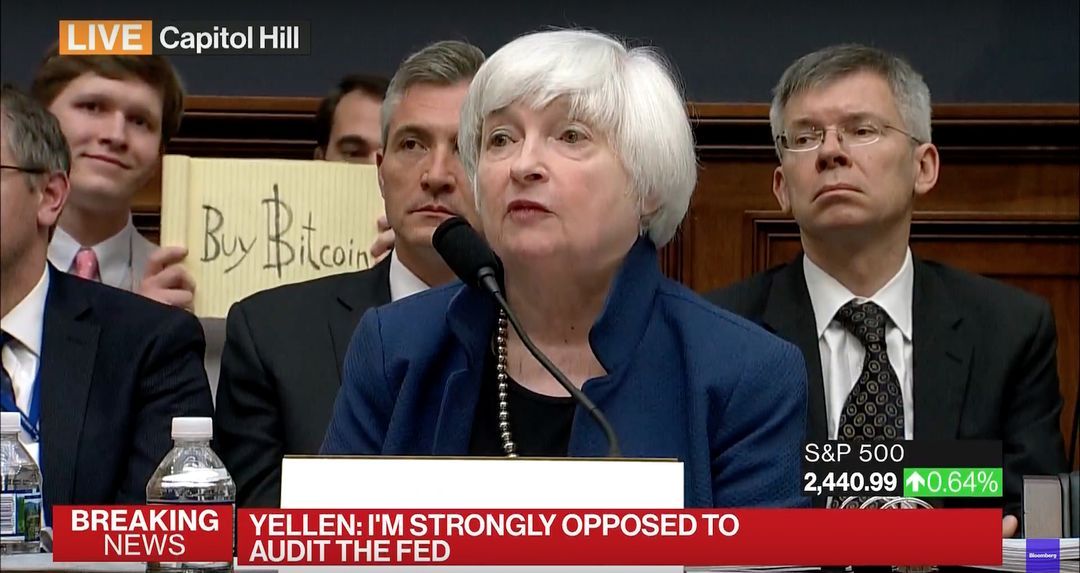 LIVE Capitol Hill
Buy Bitcoin
S&P 500
2,440.99 0.64%
BREAKING NEWS
YELLEN: I'M STRONGLY OPPOSED TO
AUDIT THE FED
Bloomberg